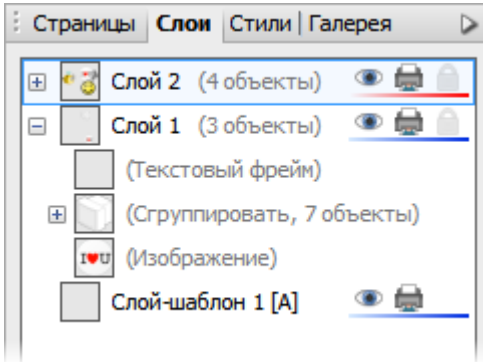 Страницы Слои Стили | Галерея
Слой 2 (4 объекты)
Слой 1 (3 объекты)
(Текстовый фрейм)
(Сгруппировать, 7 объекты)
I♥U (Изображение)
Слой-шаблон 1 [A]